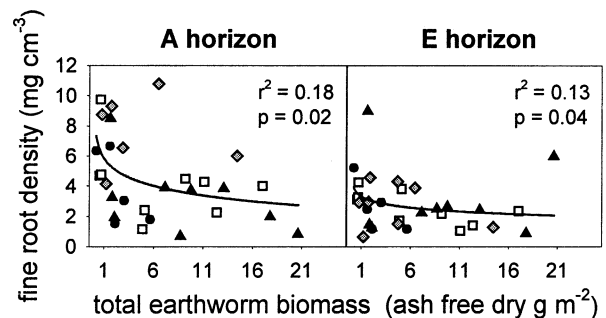 A horizon E horizon
fine root density (mg cm⁻³)
12
10
8
6
4
2
0
r² = 0.18
p = 0.02
r² = 0.13
p = 0.04
1 6 11 16 21 1 6 11 16 21
total earthworm biomass (ash free dry g m⁻²)